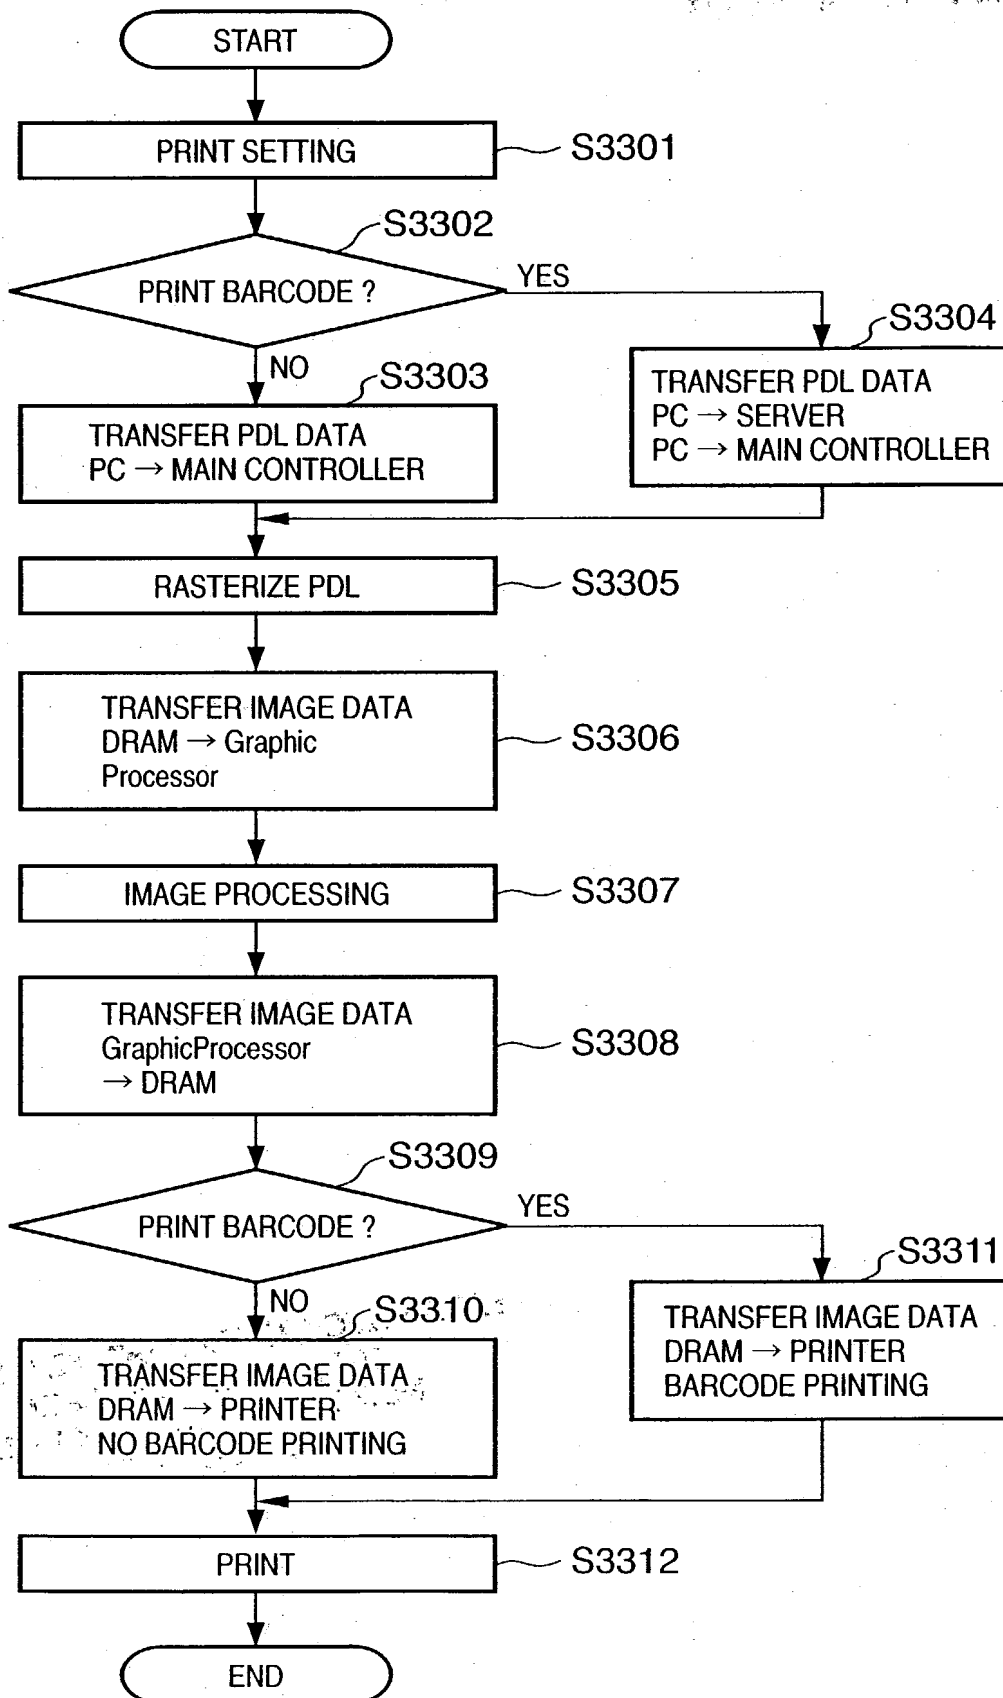 START
PRINT SETTING
S3301
S3302
PRINT BARCODE ?
YES
NO
S3303
TRANSFER PDL DATA
PC → MAIN CONTROLLER
S3304
TRANSFER PDL DATA
PC → SERVER
PC → MAIN CONTROLLER
RASTERIZE PDL
S3305
TRANSFER IMAGE DATA
DRAM → Graphic
Processor
S3306
IMAGE PROCESSING
S3307
TRANSFER IMAGE DATA
GraphicProcessor
→ DRAM
S3308
S3309
PRINT BARCODE ?
YES
NO
S3310
TRANSFER IMAGE DATA
DRAM → PRINTER
NO BARCODE PRINTING
S3311
TRANSFER IMAGE DATA
DRAM → PRINTER
BARCODE PRINTING
PRINT
S3312
END